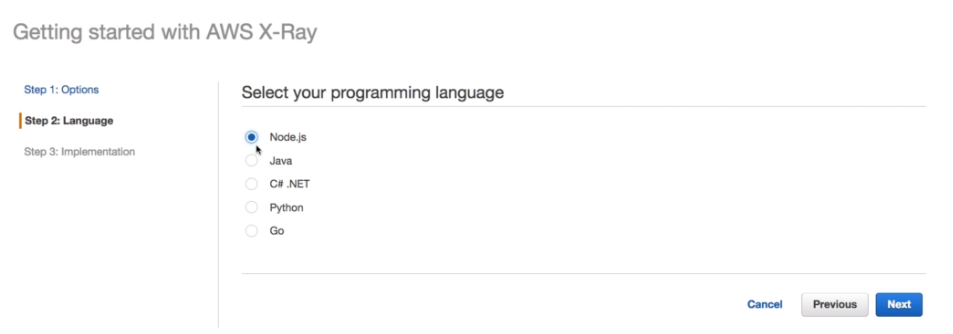 Getting started with AWS X-Ray
Step 1: Options
Step 2: Language
Step 3: Implementation
Select your programming language
Node.js
Java
C# .NET
Python
Go
Cancel
Previous
Next